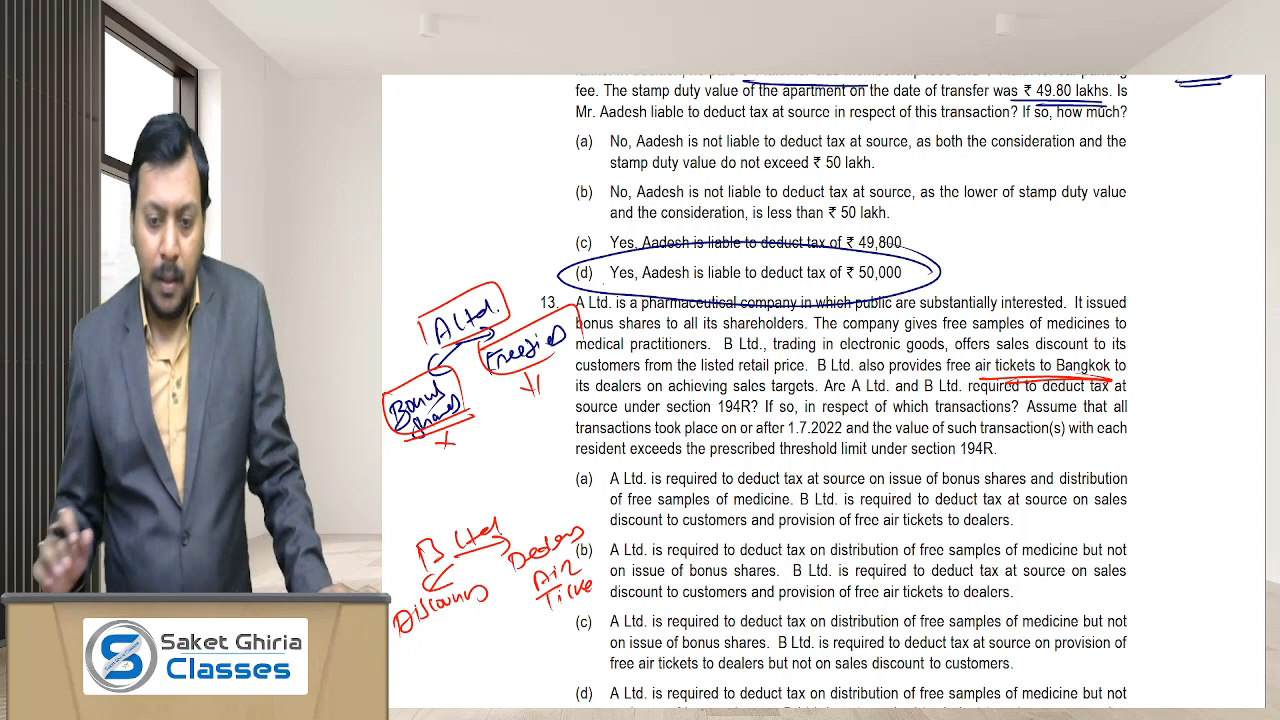 fee. The stamp duty value of the apartment on the date of transfer was ₹ 49.80 lakhs. Is
Mr. Aadesh liable to deduct tax at source in respect of this transaction? If so, how much?
(a) No, Aadesh is not liable to deduct tax at source, as both the consideration and the
stamp duty value do not exceed ₹ 50 lakh.
(b) No, Aadesh is not liable to deduct tax at source, as the lower of stamp duty value
and the consideration, is less than ₹ 50 lakh.
(c) Yes, Aadesh is liable to deduct tax of ₹ 49,800
(d) Yes, Aadesh is liable to deduct tax of ₹ 50,000
13. A Ltd. is a pharmaceutical company in which public are substantially interested. It issued
bonus shares to all its shareholders. The company gives free samples of medicines to
medical practitioners. B Ltd., trading in electronic goods, offers sales discount to its
customers from the listed retail price. B Ltd. also provides free air tickets to Bangkok to
its dealers on achieving sales targets. Are A Ltd. and B Ltd. required to deduct tax at
source under section 194R? If so, in respect of which transactions? Assume that all
transactions took place on or after 1.7.2022 and the value of such transaction(s) with each
resident exceeds the prescribed threshold limit under section 194R.
(a) A Ltd. is required to deduct tax at source on issue of bonus shares and distribution
of free samples of medicine. B Ltd. is required to deduct tax at source on sales
discount to customers and provision of free air tickets to dealers.
(b) A Ltd. is required to deduct tax on distribution of free samples of medicine but not
on issue of bonus shares. B Ltd. is required to deduct tax at source on sales
discount to customers and provision of free air tickets to dealers.
(c) A Ltd. is required to deduct tax on distribution of free samples of medicine but not
on issue of bonus shares. B Ltd. is required to deduct tax at source on provision of
free air tickets to dealers but not on sales discount to customers.
(d) A Ltd. is required to deduct tax on distribution of free samples of medicine but not
A Ltd.
Freebies
Bonus
shares
x
B Ltd
Dealers
Air
Ticke
Discounts
Saket Ghiria
Classes